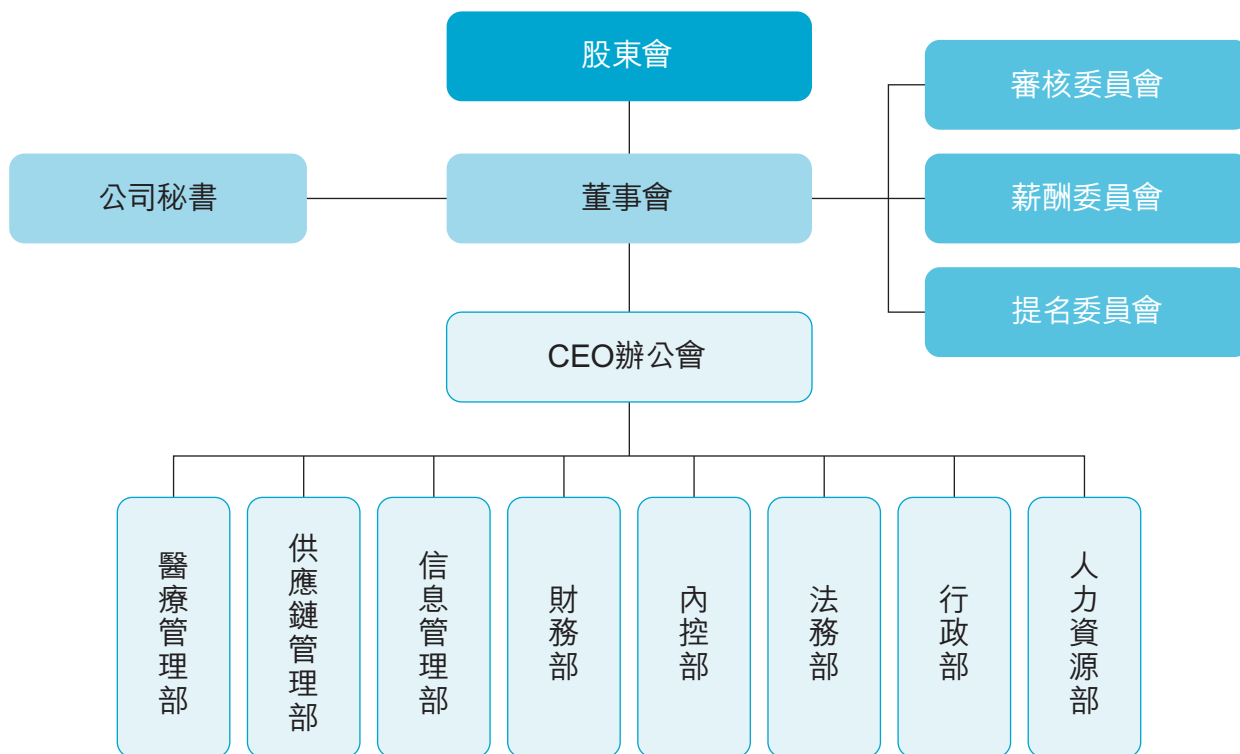 股東會
審核委員會
公司秘書
董事會
薪酬委員會
提名委員會
CEO辦公會
醫療管理部
供應鏈管理部
信息管理部
財務部
內控部
法務部
行政部
人力資源部